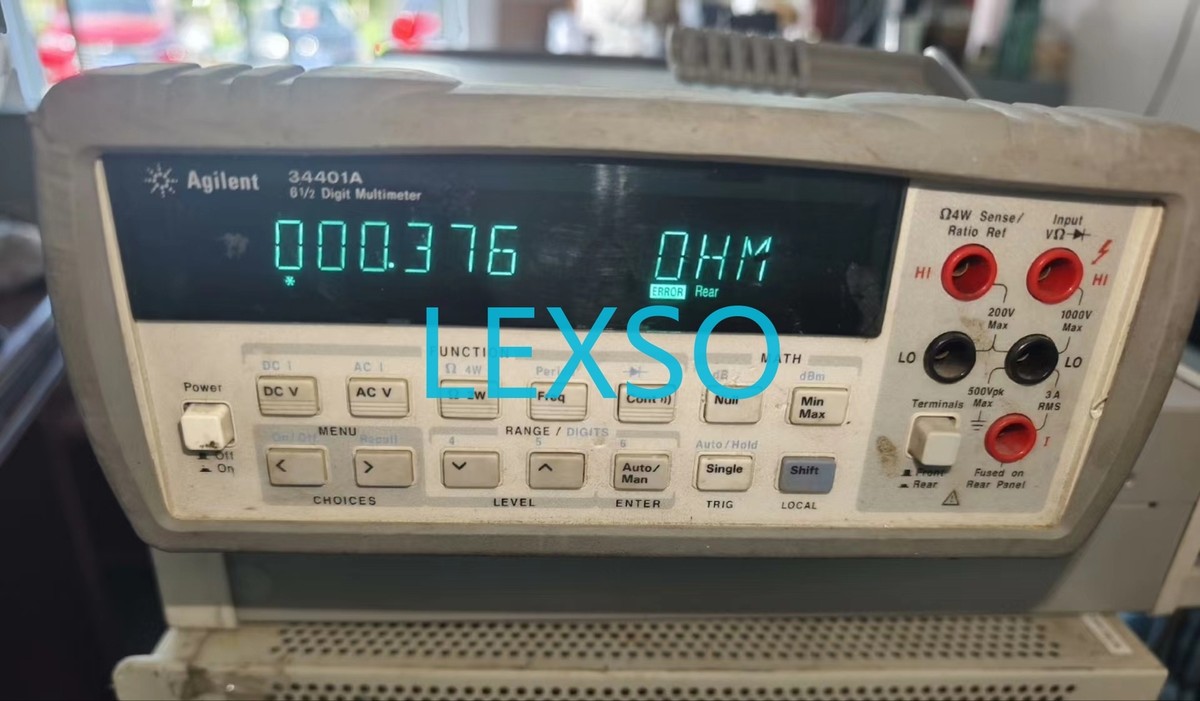 Agilent 34401A
6½ Digit Multimeter
000.376 OHM
*
ERROR Rear
LEXSO
Ω4W Sense/
Ratio Ref
Input
VΩ
HI
HI
200V
Max
1000V
Max
LO
LO
500Vpk
Max
3A
RMS
Terminals
I
Front
Rear
Fused on
Rear Panel
Power
Off
On
FUNCTION
MATH
DC I
AC I
Ω 4W
Peri
dB
dBm
DC V
AC V
Ω 2W
Freq
Cont
Null
Min
Max
MENU
RANGE / DIGITS
On/Off
Recall
4
5
6
Auto/Hold
<
>
Auto/
Man
Single
Shift
CHOICES
LEVEL
ENTER
TRIG
LOCAL